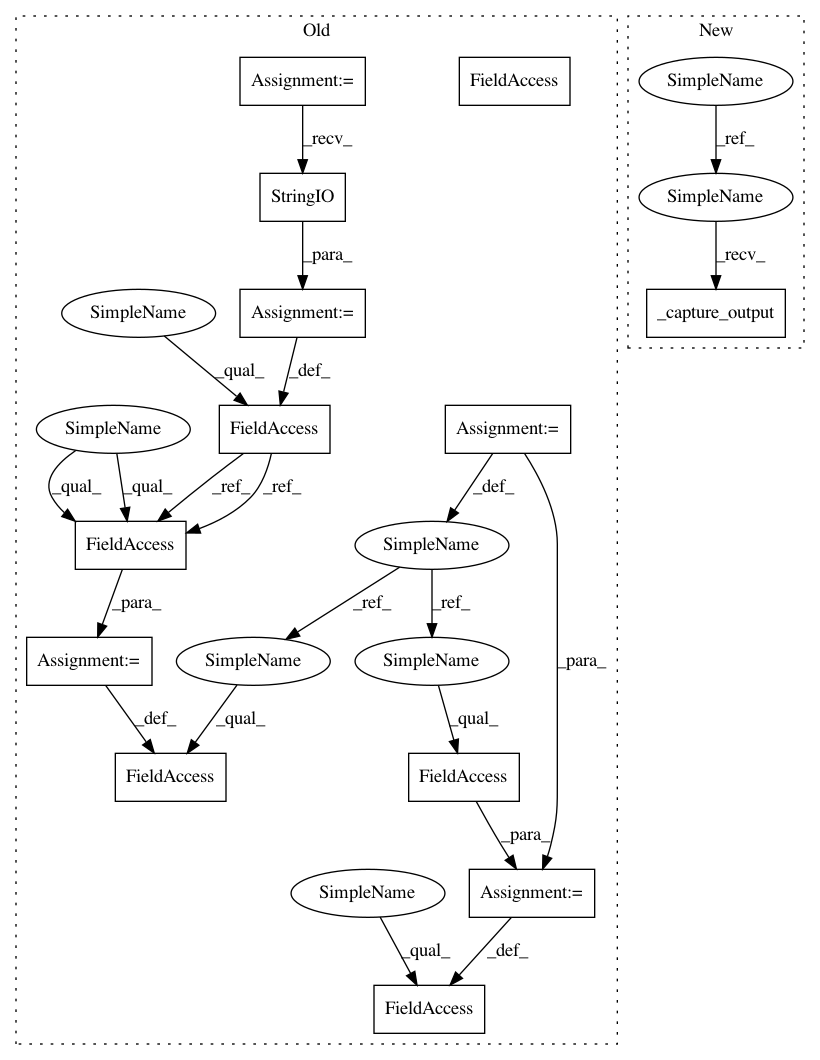 Old
New
Assignment:=
FieldAccess
SimpleName
_recv_
_ref_
StringIO
SimpleName
_para_
_recv_
SimpleName
Assignment:=
_capture_output
_qual_
_def_
SimpleName
FieldAccess
Assignment:=
_qual_
_qual_
_ref_
_ref_
_def_
FieldAccess
SimpleName
_para_
_ref_
_ref_
Assignment:=
SimpleName
SimpleName
_para_
_def_
_qual_
_qual_
FieldAccess
FieldAccess
_para_
SimpleName
Assignment:=
_qual_
_def_
FieldAccess